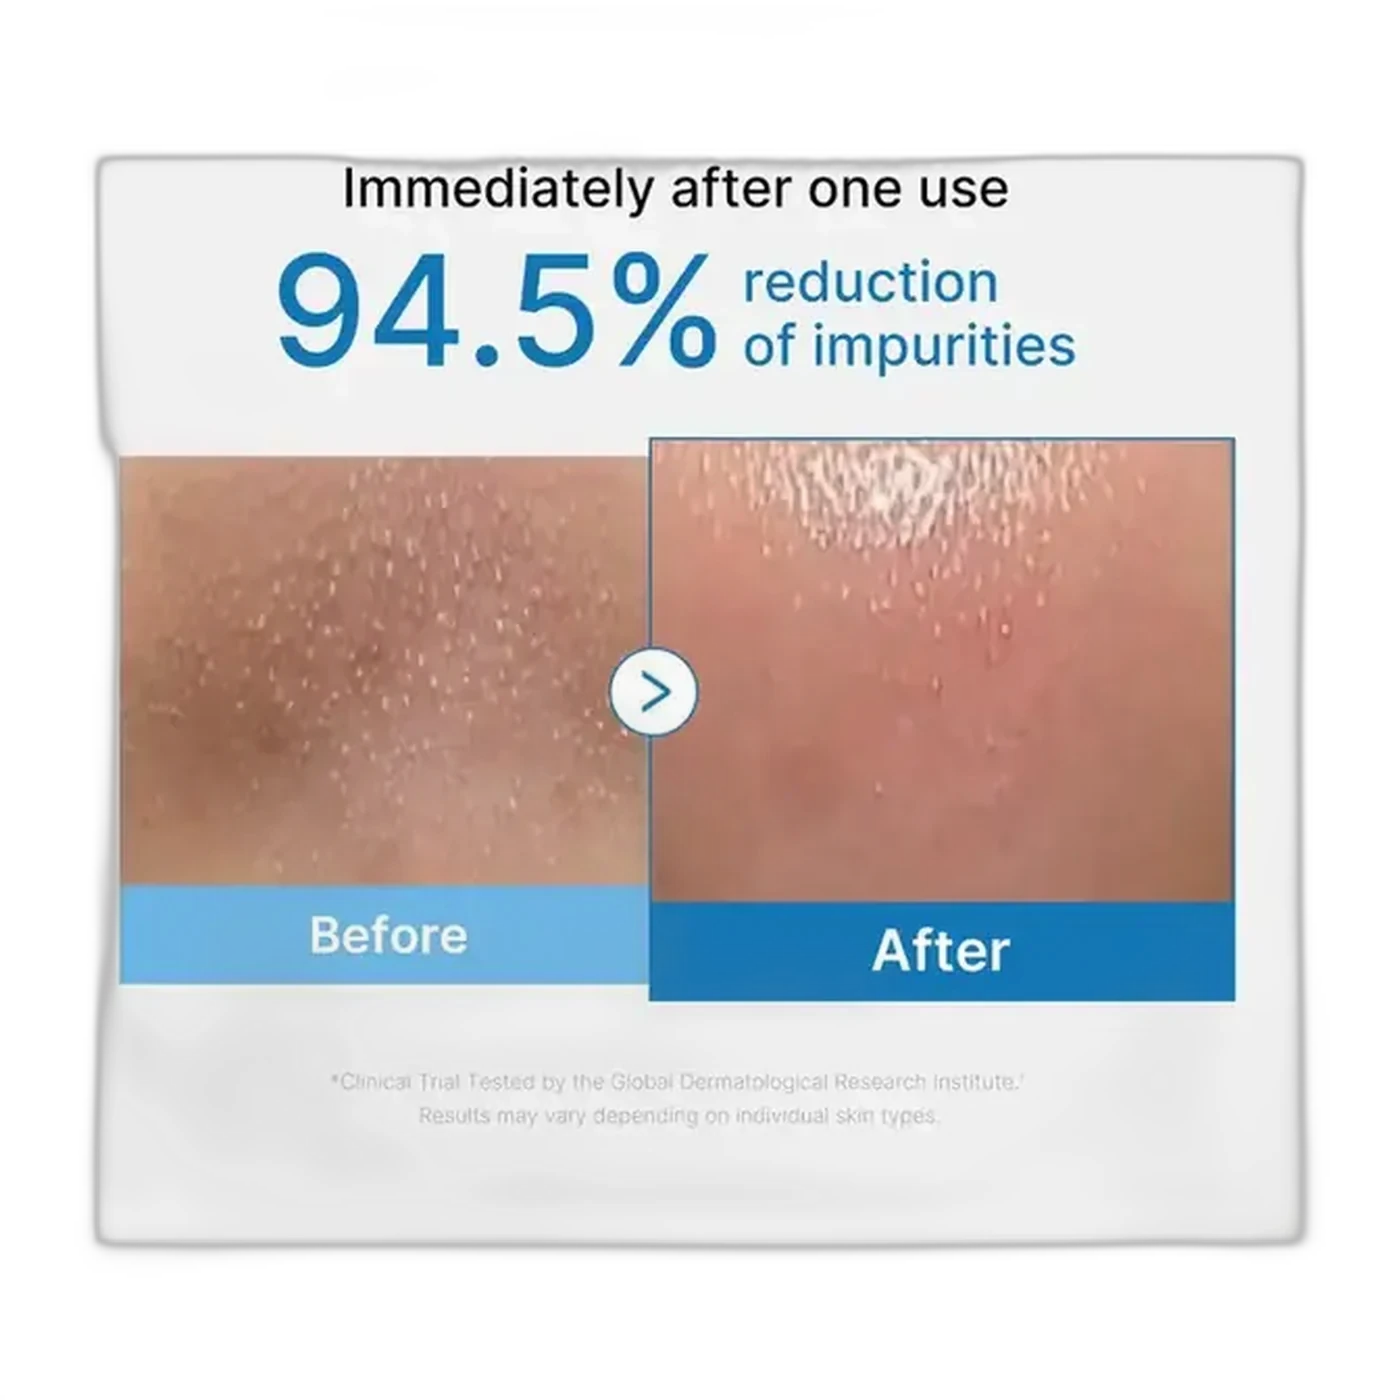 Immediately after one use
94.5% reduction
of impurities
Before
After
*Clinical Trial Tested by the Global Dermatological Research Institute.*
Results may vary depending on individual skin types.